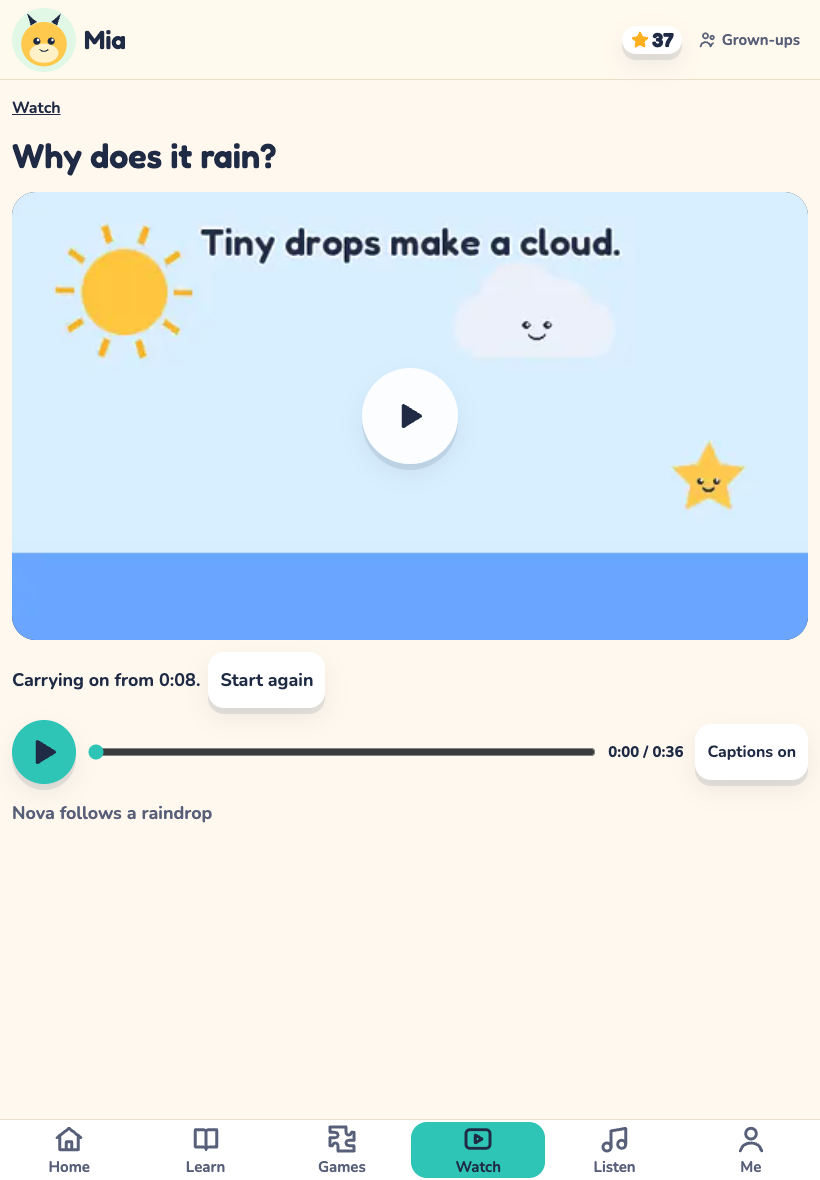 Mia
37
Grown-ups
Watch
Why does it rain?
Tiny drops make a cloud.
Carrying on from 0:08.
Start again
0:00 / 0:36
Captions on
Nova follows a raindrop
Home
Learn
Games
Watch
Listen
Me